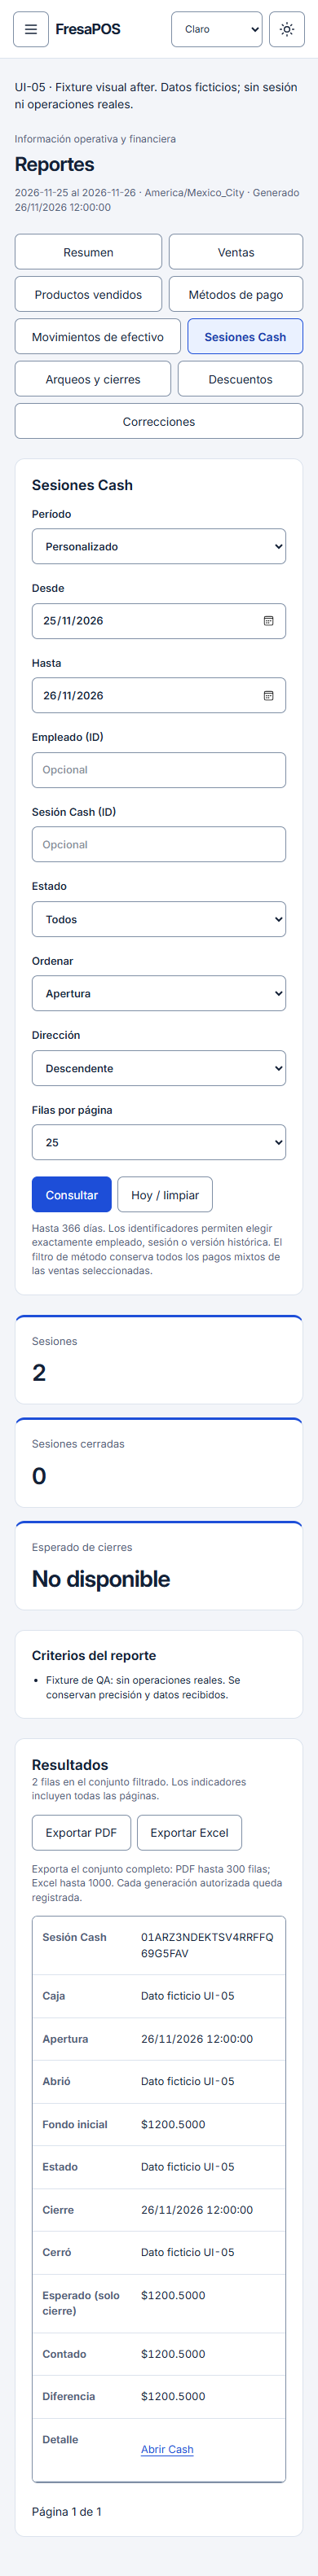 FresaPOS
Claro
UI-05 · Fixture visual after. Datos ficticios; sin sesión
ni operaciones reales.
Información operativa y financiera
Reportes
2026-11-25 al 2026-11-26 · America/Mexico_City · Generado
26/11/2026 12:00:00
Resumen
Ventas
Productos vendidos
Métodos de pago
Movimientos de efectivo
Sesiones Cash
Arqueos y cierres
Descuentos
Correcciones
Sesiones Cash
Período
Personalizado
Desde
25/11/2026
Hasta
26/11/2026
Empleado (ID)
Opcional
Sesión Cash (ID)
Opcional
Estado
Todos
Ordenar
Apertura
Dirección
Descendente
Filas por página
25
Consultar
Hoy / limpiar
Hasta 366 días. Los identificadores permiten elegir
exactamente empleado, sesión o versión histórica. El
filtro de método conserva todos los pagos mixtos de
las ventas seleccionadas.
Sesiones
2
Sesiones cerradas
0
Esperado de cierres
No disponible
Criterios del reporte
• Fixture de QA: sin operaciones reales. Se
conservan precisión y datos recibidos.
Resultados
2 filas en el conjunto filtrado. Los indicadores
incluyen todas las páginas.
Exportar PDF
Exportar Excel
Exporta el conjunto completo: PDF hasta 300 filas;
Excel hasta 1000. Cada generación autorizada queda
registrada.
Sesión Cash 01ARZ3NDEKTSV4RRFFQ
69G5FAV
Caja Dato ficticio UI-05
Apertura 26/11/2026 12:00:00
Abrió Dato ficticio UI-05
Fondo inicial $1200.5000
Estado Dato ficticio UI-05
Cierre 26/11/2026 12:00:00
Cerró Dato ficticio UI-05
Esperado (solo $1200.5000
cierre)
Contado $1200.5000
Diferencia $1200.5000
Detalle
Abrir Cash
Página 1 de 1